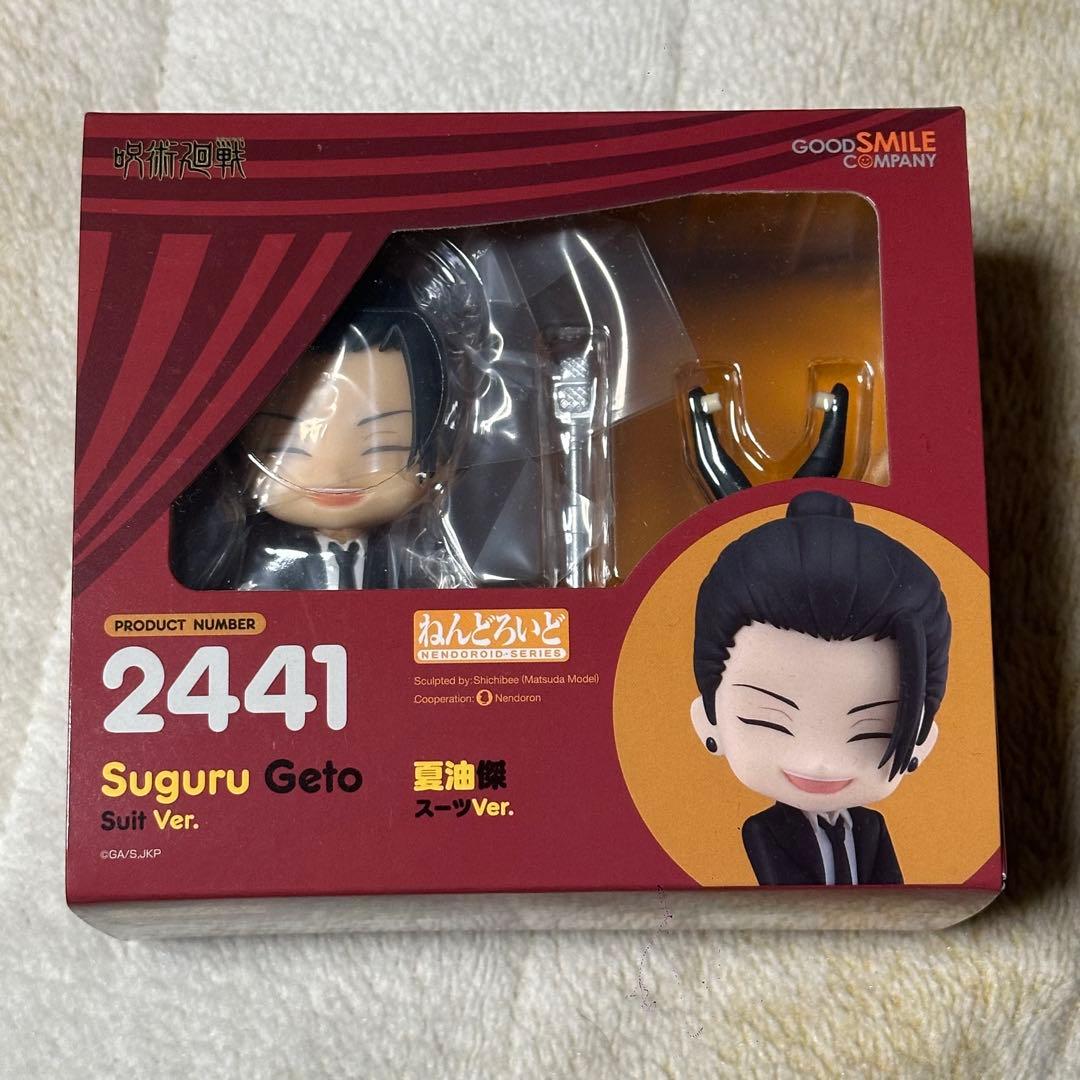 呪術廻戦
GOOD SMILE
COMPANY
PRODUCT NUMBER
2441
Suguru Geto
Suit Ver.
©GA/S,JKP
ねんどろいど
NENDOROID·SERIES
Sculpted by: Shichibee (Matsuda Model)
Cooperation: Nendoron
夏油傑
スーツVer.